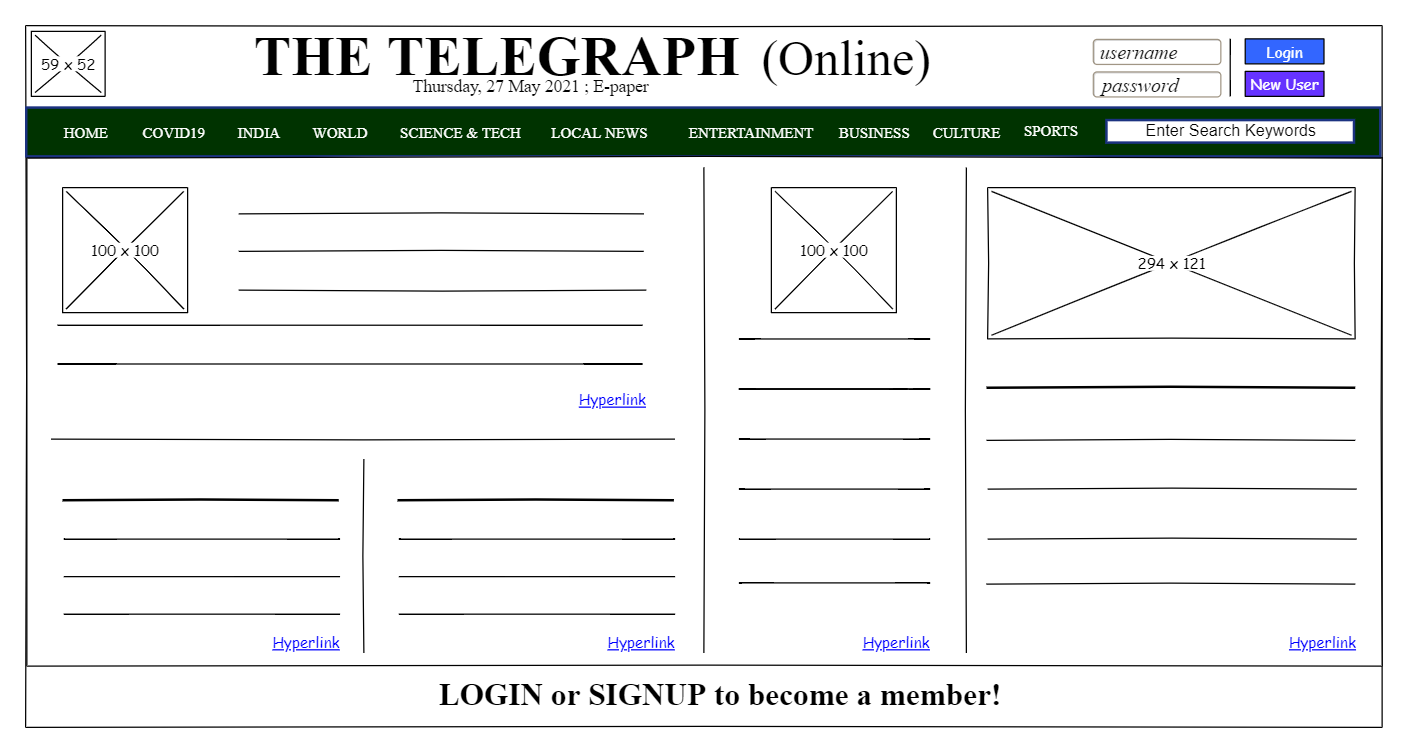 59 x 52
THE TELEGRAPH (Online)
Thursday, 27 May 2021 ; E-paper
username
Login
password
New User
HOME COVID19 INDIA WORLD SCIENCE & TECH LOCAL NEWS ENTERTAINMENT BUSINESS CULTURE SPORTS Enter Search Keywords
100 x 100
Hyperlink
Hyperlink
Hyperlink
100 x 100
Hyperlink
294 x 121
Hyperlink
LOGIN or SIGNUP to become a member!